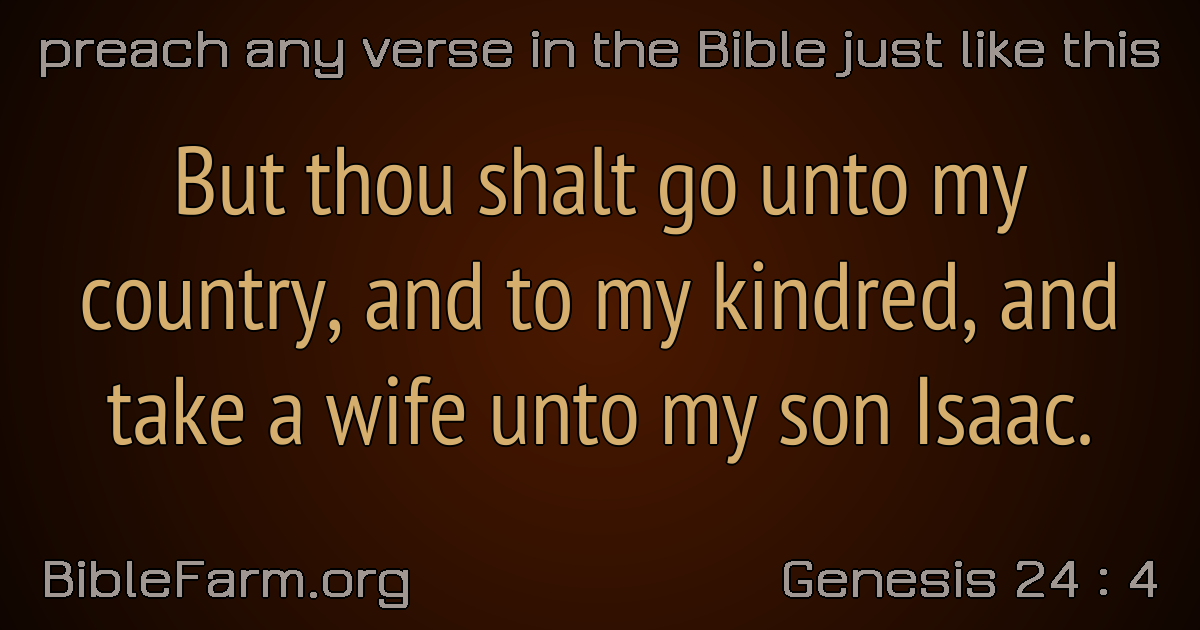 preach any verse in the Bible just like this
But thou shalt go unto my
country, and to my kindred, and
take a wife unto my son Isaac.
BibleFarm.org
Genesis 24 : 4